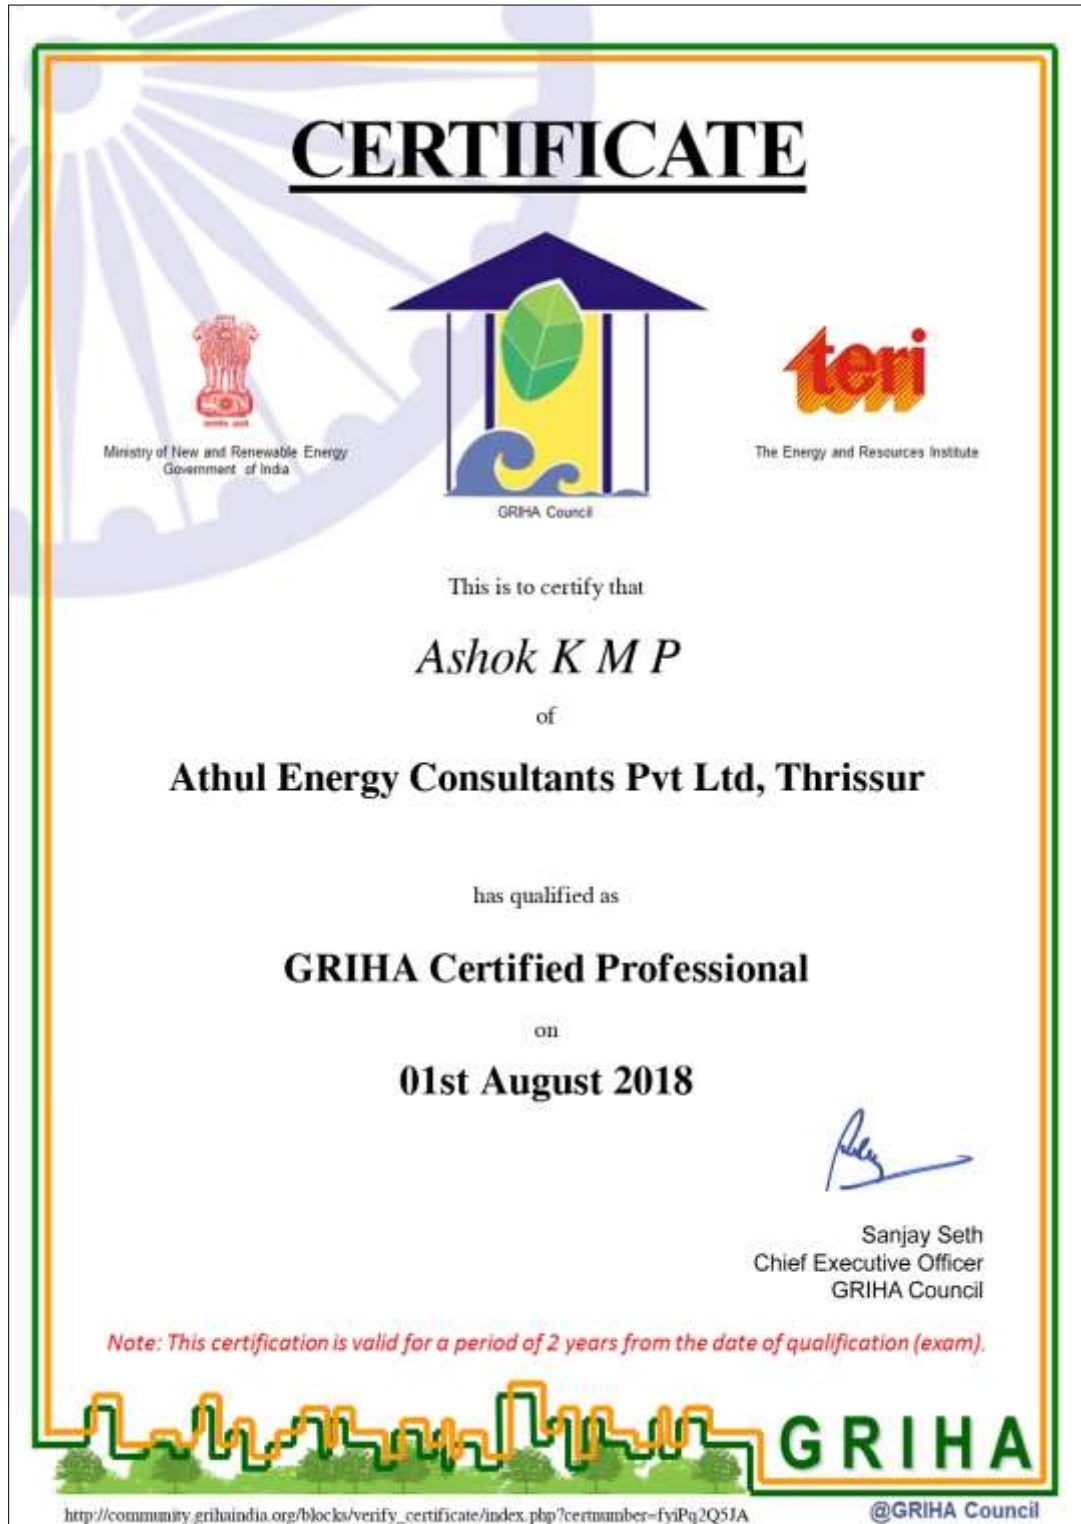 CERTIFICATE
teri
Ministry of New and Renewable Energy
Government of India
The Energy and Resources Institute
GRIHA Council
This is to certify that
Ashok K M P
of
Athul Energy Consultants Pvt Ltd, Thrissur
has qualified as
GRIHA Certified Professional
on
01st August 2018
Sanjay Seth
Chief Executive Officer
GRIHA Council
Note: This certification is valid for a period of 2 years from the date of qualification (exam).
GRIHA
http://community.grihaindia.org/blocks/verify_certificate/index.php?certnumber=fyiPq2Q5JA
@GRIHA Council